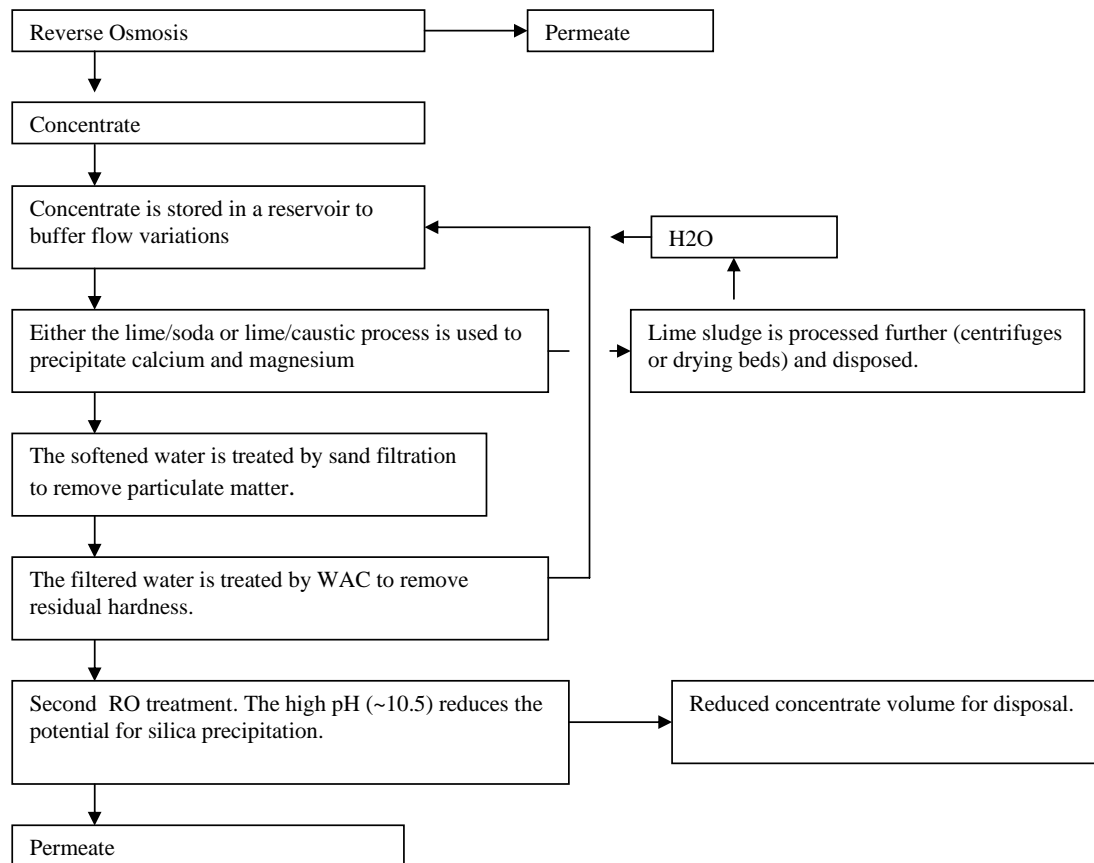 Reverse Osmosis
Permeate
Concentrate
Concentrate is stored in a reservoir to
buffer flow variations
H2O
Either the lime/soda or lime/caustic process is used to
precipitate calcium and magnesium
Lime sludge is processed further (centrifuges
or drying beds) and disposed.
The softened water is treated by sand filtration
to remove particulate matter.
The filtered water is treated by WAC to remove
residual hardness.
Second RO treatment. The high pH (~10.5) reduces the
potential for silica precipitation.
Reduced concentrate volume for disposal.
Permeate